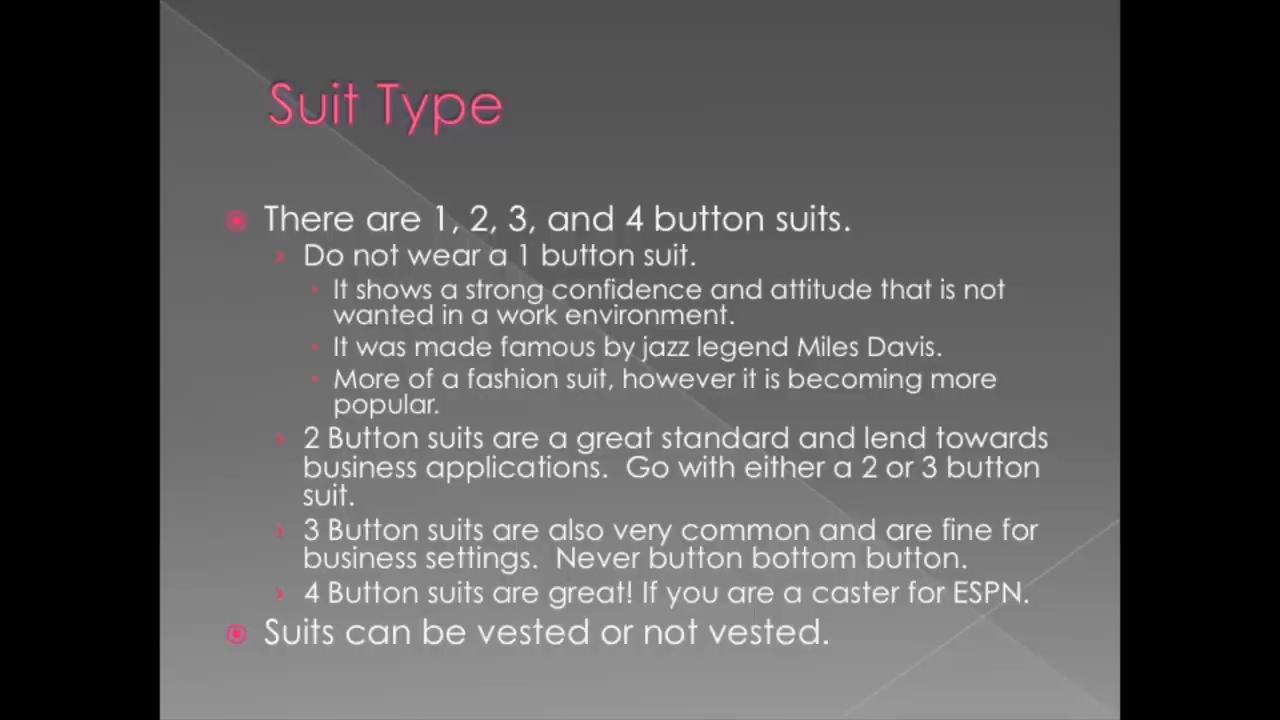 Suit Type
There are 1, 2, 3, and 4 button suits.
Do not wear a 1 button suit.
It shows a strong confidence and attitude that is not
wanted in a work environment.
It was made famous by jazz legend Miles Davis.
More of a fashion suit, however it is becoming more
popular.
2 Button suits are a great standard and lend towards
business applications.  Go with either a 2 or 3 button
suit.
3 Button suits are also very common and are fine for
business settings.  Never button bottom button.
4 Button suits are great! If you are a caster for ESPN.
Suits can be vested or not vested.